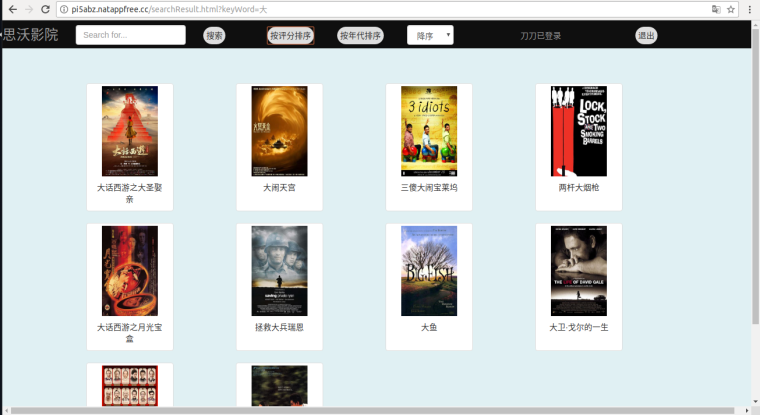 pi5abz.natappfree.cc/searchResult.html?keyWord=大
思沃影院
Search for...
搜索
按评分排序
按年代排序
降序
刀刀已登录
退出
大话西游
3 idiots
LOCK,
STOCK
AND TWO
SMOKING
BARRELS
大话西游之大圣娶
亲
大闹天宫
三傻大闹宝莱坞
两杆大烟枪
saving private ryan
BIG FISH
THE LIFE OF DAVID GALE
大话西游之月光宝
盒
拯救大兵瑞恩
大鱼
大卫·戈尔的一生